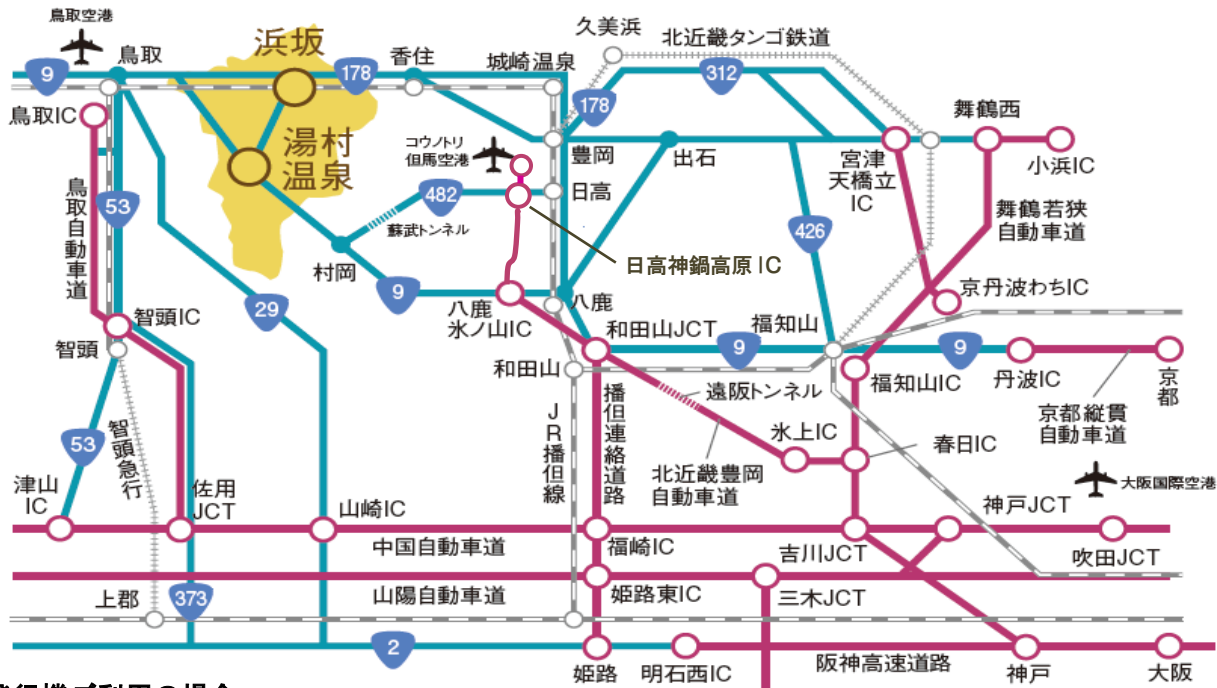 鳥取空港
9
鳥取
浜坂
178
香住
城崎温泉
久美浜
北近畿タンゴ鉄道
312
178
舞鶴西
鳥取IC
湯村
温泉
コウノトリ
但馬空港
豊岡
出石
宮津
天橋立
IC
小浜IC
鳥取自動車道
53
482
日高
蘇武トンネル
426
舞鶴若狭
自動車道
日高神鍋高原IC
村岡
9
29
八鹿
氷ノ山IC
八鹿
京丹波わちIC
智頭IC
智頭
和田山JCT
福知山
9
9
和田山
福知山IC
丹波IC
京都
遠阪トンネル
京都縦貫
自動車道
53
智頭急行
JR播但線
播但連絡道路
氷上IC
春日IC
北近畿豊岡
自動車道
大阪国際空港
津山
IC
佐用
JCT
山崎IC
神戸JCT
中国自動車道
福崎IC
吉川JCT
吹田JCT
上郡
373
山陽自動車道
姫路東IC
三木JCT
2
姫路
明石西IC
阪神高速道路
神戸
大阪